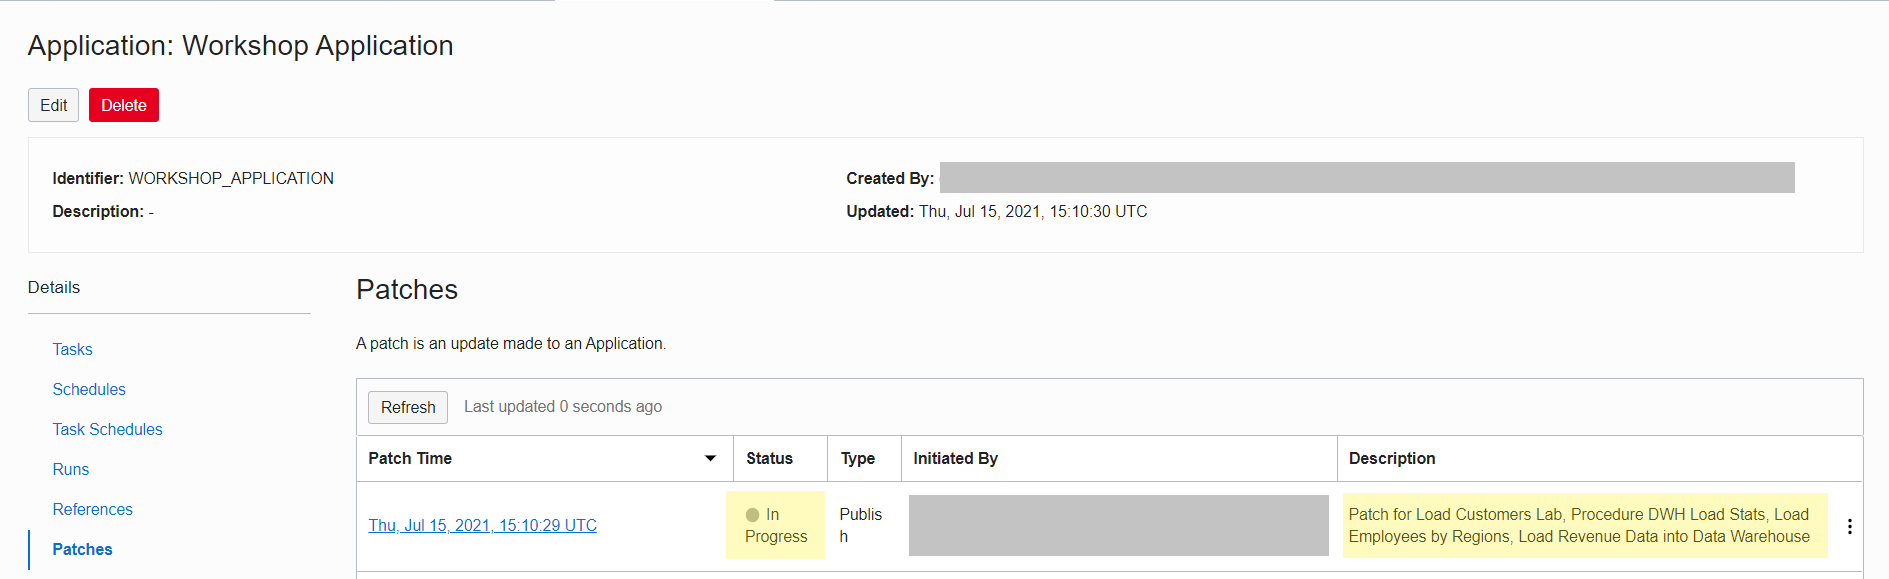 Application: Workshop Application
Edit
Delete
Identifier: WORKSHOP_APPLICATION
Created By:
Description: -
Updated: Thu, Jul 15, 2021, 15:10:30 UTC
Details
Tasks
Schedules
Task Schedules
Runs
References
Patches
Patches
A patch is an update made to an Application.
Refresh
Last updated 0 seconds ago
Patch Time
Status
Type
Initiated By
Description
Thu, Jul 15, 2021, 15:10:29 UTC
In
Progress
Publis
h
Patch for Load Customers Lab, Procedure DWH Load Stats, Load
Employees by Regions, Load Revenue Data into Data Warehouse